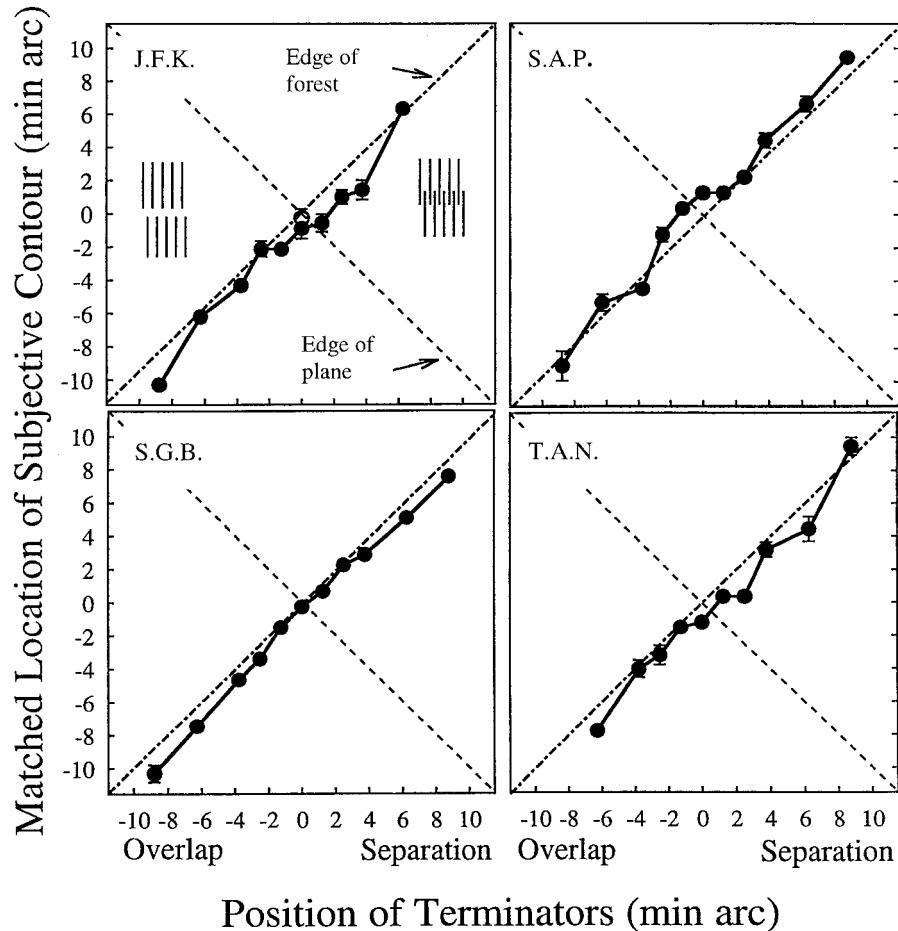 Matched Location of Subjective Contour (min arc)
J.F.K.
Edge of
forest
Edge of
plane
10
8
6
4
2
0
-2
-4
-6
-8
-10
S.A.P.
S.G.B.
10
8
6
4
2
0
-2
-4
-6
-8
-10
T.A.N.
-10 -8 -6 -4 -2 0 2 4 6 8 10
-10 -8 -6 -4 -2 0 2 4 6 8 10
Overlap Separation
Overlap Separation
Position of Terminators (min arc)